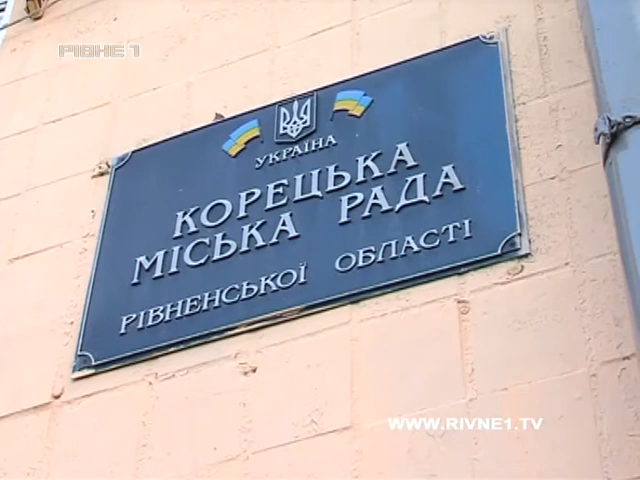 РІВНЕ 1
УКРАЇНА
КОРЕЦЬКА
МІСЬКА РАДА
РІВНЕНСЬКОЇ ОБЛАСТІ
WWW.RIVNE1.TV